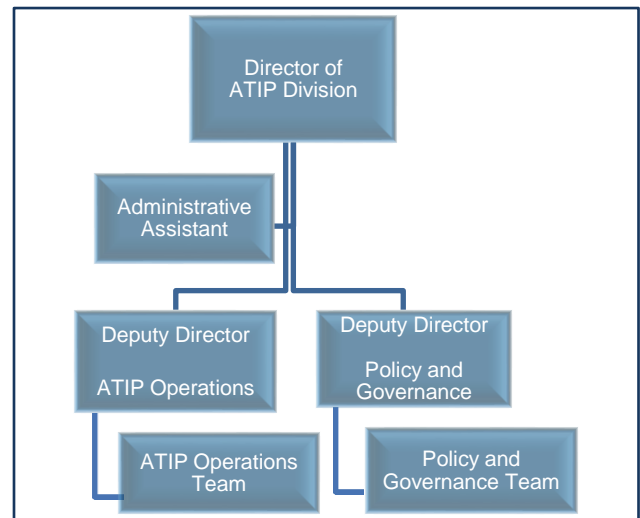 Director of
ATIP Division
Administrative
Assistant
Deputy Director
ATIP Operations
Deputy Director
Policy and
Governance
ATIP Operations
Team
Policy and
Governance Team